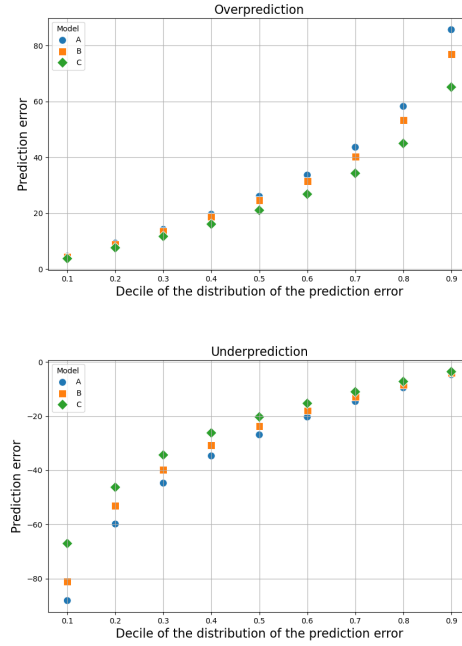 Overprediction
Model
A
B
C
Prediction error
80
60
40
20
0
0.1 0.2 0.3 0.4 0.5 0.6 0.7 0.8 0.9
Decile of the distribution of the prediction error
Underprediction
Model
A
B
C
Prediction error
0
−20
−40
−60
−80
0.1 0.2 0.3 0.4 0.5 0.6 0.7 0.8 0.9
Decile of the distribution of the prediction error